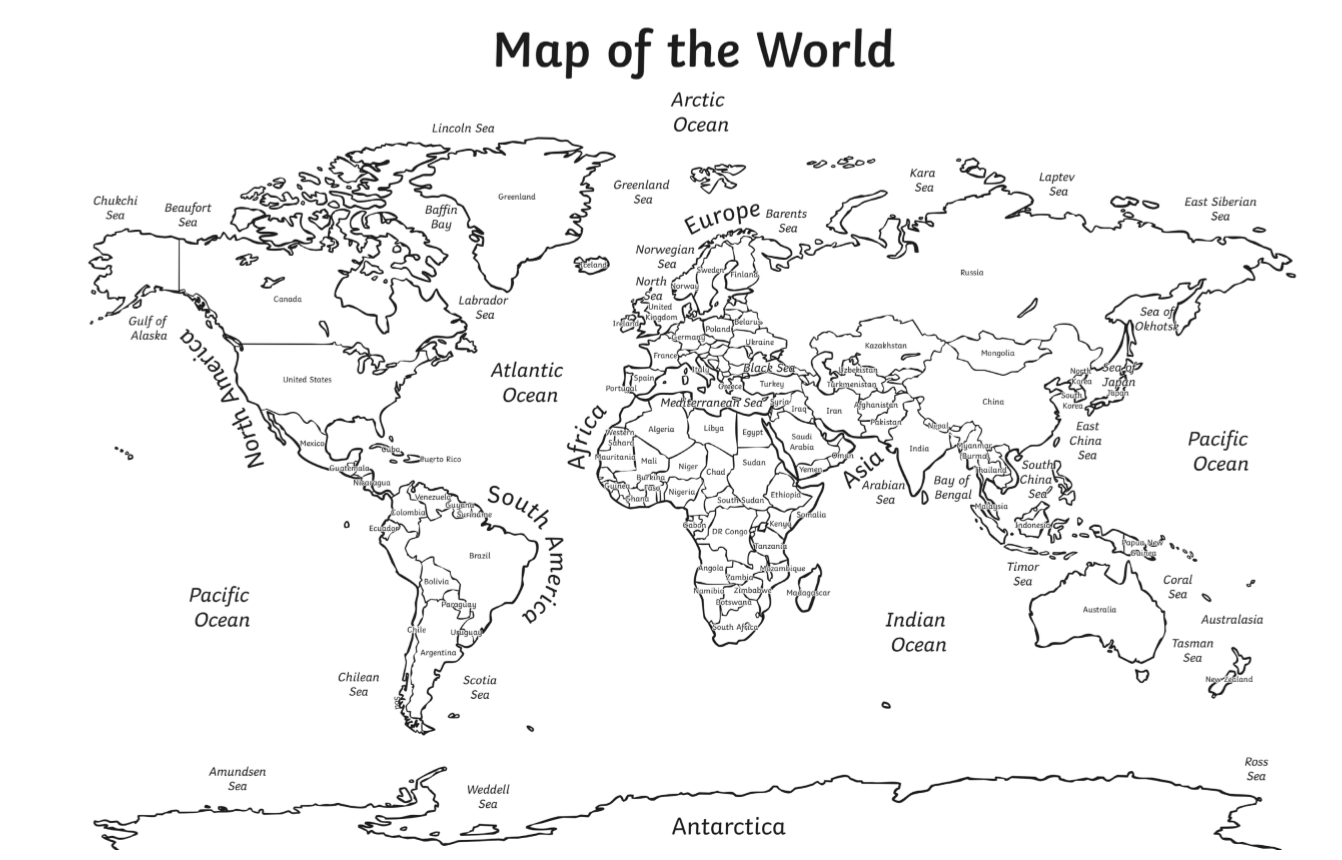 Map of the World
Arctic
Ocean
Lincoln Sea
Greenland
Greenland
Sea
Kara
Sea
Laptev
Sea
East Siberian
Sea
Chukchi
Sea
Beaufort
Sea
Baffin
Bay
Europe
Barents
Sea
Norwegian
Sea
Iceland
Sweden
Finland
Norway
Russia
North
Sea
Canada
Labrador
Sea
United
Kingdom
Ireland
Gulf of
Alaska
Sea of
Okhotsk
Belarus
Poland
Germany
Ukraine
Kazakhstan
Mongolia
France
North America
Atlantic
Ocean
United States
Italy
Black Sea
Uzbekistan
Turkmenistan
North
Korea
Sea of
Japan
Japan
Spain
Portugal
Greece
Turkey
South
Korea
China
Mediterranean Sea
Syria
Iraq
Iran
Afghanistan
Pakistan
Nepal
Africa
Algeria
Libya
Egypt
Western
Sahara
Saudi
Arabia
East
China
Sea
Pacific
Ocean
Mexico
Cuba
Puerto Rico
Guatemala
Nicaragua
Mauritania
Mali
Niger
Chad
Sudan
Oman
Yemen
Asia
India
Myanmar
Burma
Thailand
Arabian
Sea
Bay of
Bengal
South
China
Sea
Burkina
Faso
Guinea
Ghana
Nigeria
South Sudan
Ethiopia
Somalia
Malaysia
Indonesia
South America
Venezuela
Guyana
Suriname
Colombia
Ecuador
Brazil
Gabon
DR Congo
Kenya
Tanzania
Papua New
Guinea
Timor
Sea
Coral
Sea
Angola
Zambia
Mozambique
Bolivia
Namibia
Zimbabwe
Madagascar
Botswana
Pacific
Ocean
Paraguay
Australia
Australasia
Chile
Uruguay
South Africa
Indian
Ocean
Argentina
Tasman
Sea
New Zealand
Chilean
Sea
Scotia
Sea
Amundsen
Sea
Weddell
Sea
Ross
Sea
Antarctica